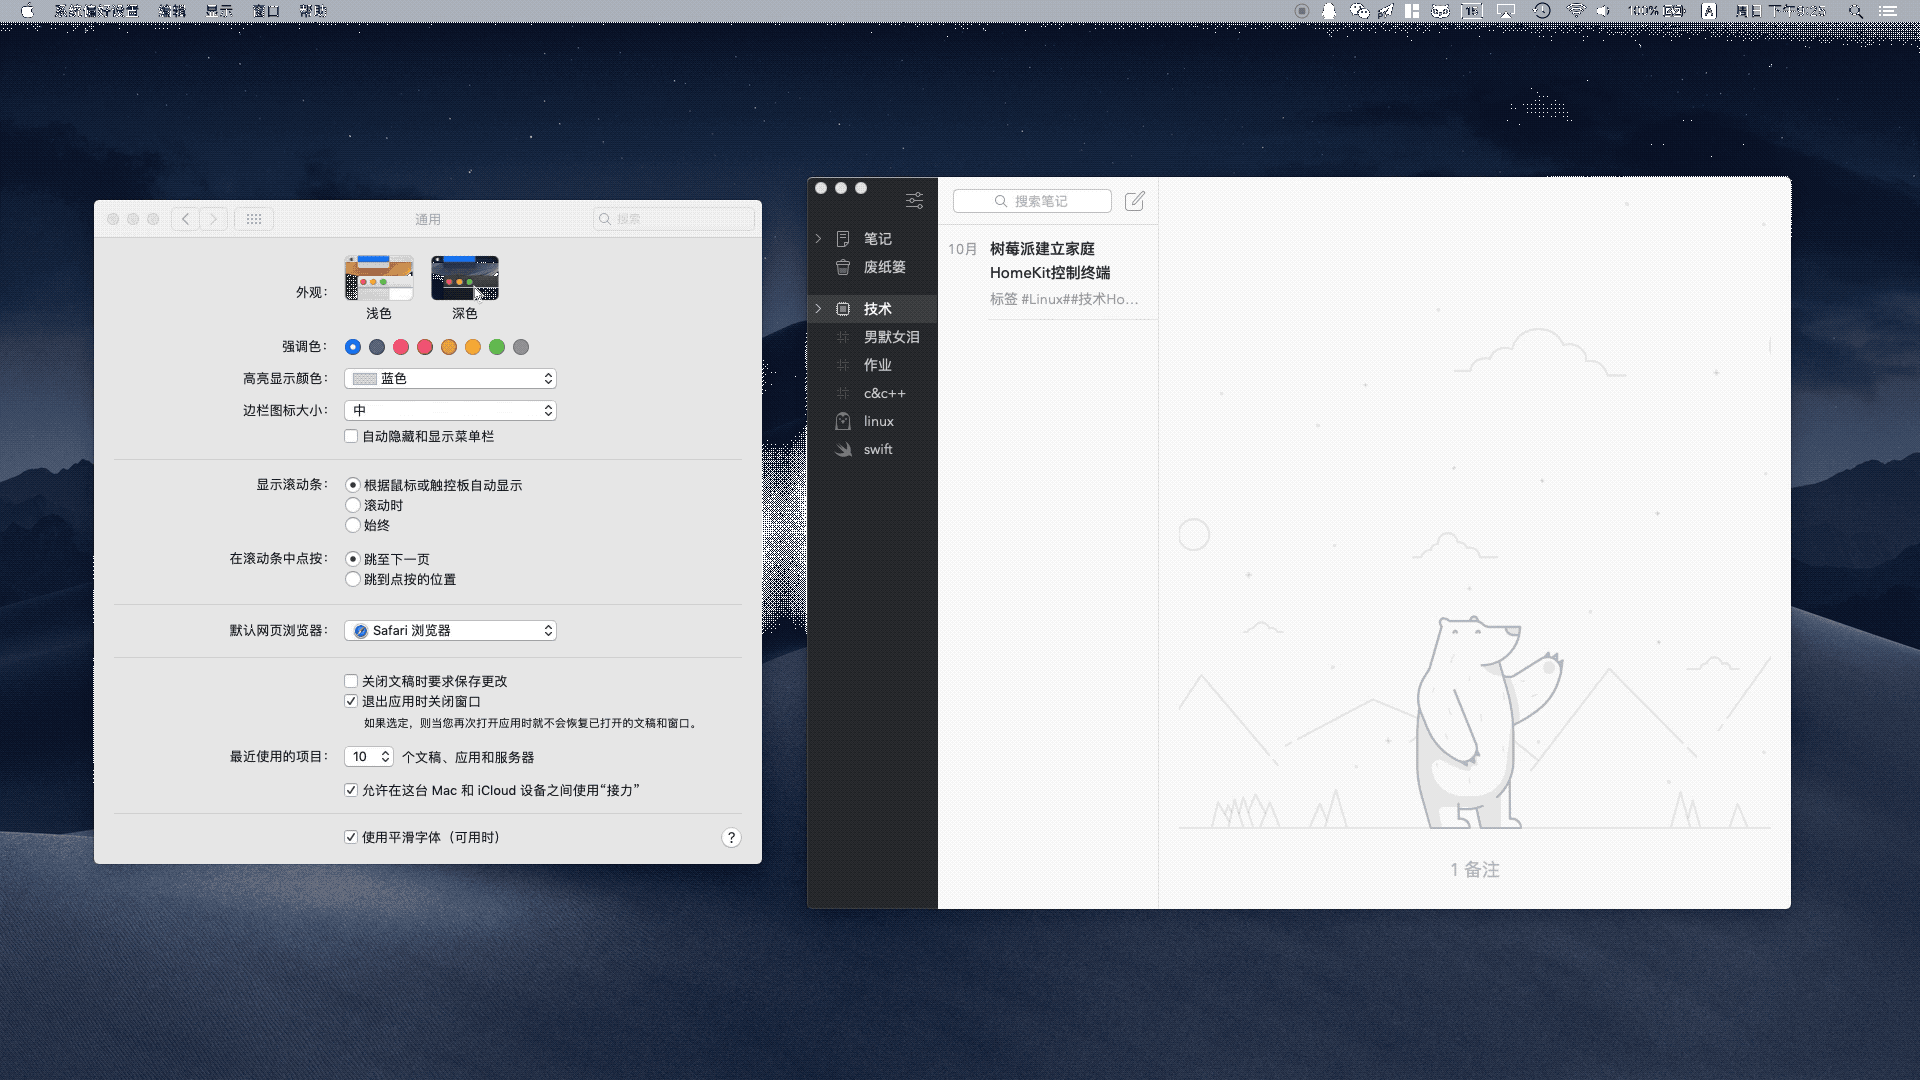 系统偏好设置 编辑 显示 窗口 帮助
100%
通用
搜索
外观：
浅色 深色
强调色：
高亮显示颜色： 蓝色
边栏图标大小： 中
自动隐藏和显示菜单栏
显示滚动条： 根据鼠标或触控板自动显示
滚动时
始终
在滚动条中点按： 跳至下一页
跳到点按的位置
默认网页浏览器： Safari 浏览器
关闭文稿时要求保存更改
退出应用时关闭窗口
如果选定，则当您再次打开应用时就不会恢复已打开的文稿和窗口。
最近使用的项目： 10 个文稿、应用和服务器
允许在这台 Mac 和 iCloud 设备之间使用“接力”
使用平滑字体（可用时）
?
笔记
废纸篓
技术
男默女泪
作业
c&c++
linux
swift
搜索笔记
10月 树莓派建立家庭
HomeKit控制终端
标签 #Linux##技术Ho...
1 备注